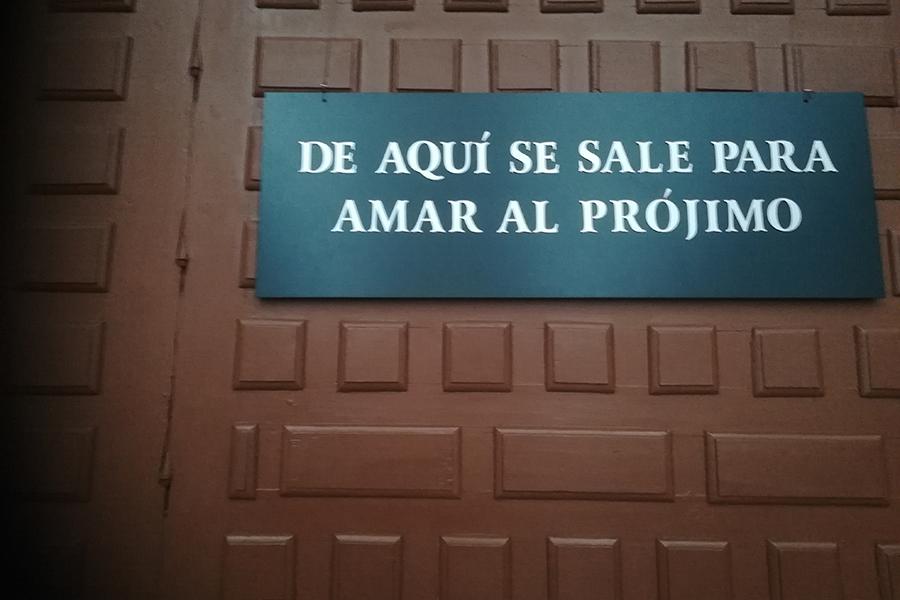 DE AQUÍ SE SALE PARA
AMAR AL PRÓJIMO